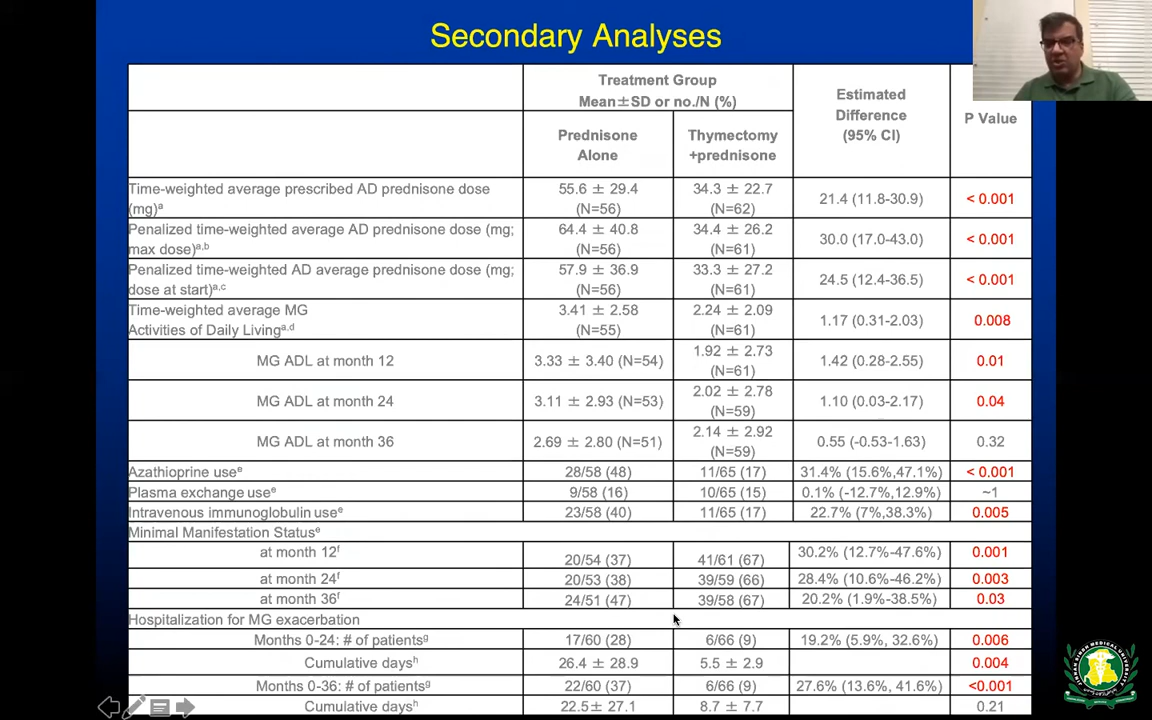 Secondary Analyses
Treatment Group
Mean±SD or no./N (%)
Estimated
Difference
(95% CI)
P Value
Prednisone
Alone
Thymectomy
+prednisone
Time-weighted average prescribed AD prednisone dose
(mg)ᵃ
55.6 ± 29.4
(N=56)
34.3 ± 22.7
(N=62)
21.4 (11.8-30.9)
< 0.001
Penalized time-weighted average AD prednisone dose (mg;
max dose)ᵃ,ᵇ
64.4 ± 40.8
(N=56)
34.4 ± 26.2
(N=61)
30.0 (17.0-43.0)
< 0.001
Penalized time-weighted AD average prednisone dose (mg;
dose at start)ᵃ,ᶜ
57.9 ± 36.9
(N=56)
33.3 ± 27.2
(N=61)
24.5 (12.4-36.5)
< 0.001
Time-weighted average MG
Activities of Daily Livingᵃ,ᵈ
3.41 ± 2.58
(N=55)
2.24 ± 2.09
(N=61)
1.17 (0.31-2.03)
0.008
MG ADL at month 12
3.33 ± 3.40 (N=54)
1.92 ± 2.73
(N=61)
1.42 (0.28-2.55)
0.01
MG ADL at month 24
3.11 ± 2.93 (N=53)
2.02 ± 2.78
(N=59)
1.10 (0.03-2.17)
0.04
MG ADL at month 36
2.69 ± 2.80 (N=51)
2.14 ± 2.92
(N=59)
0.55 (-0.53-1.63)
0.32
Azathioprine useᵉ 28/58 (48) 11/65 (17) 31.4% (15.6%,47.1%) < 0.001
Plasma exchange useᵉ 9/58 (16) 10/65 (15) 0.1% (-12.7%,12.9%) ~1
Intravenous immunoglobulin useᵉ 23/58 (40) 11/65 (17) 22.7% (7%,38.3%) 0.005
Minimal Manifestation Statusᵉ
at month 12ᶠ 20/54 (37) 41/61 (67) 30.2% (12.7%-47.6%) 0.001
at month 24ᶠ 20/53 (38) 39/59 (66) 28.4% (10.6%-46.2%) 0.003
at month 36ᶠ 24/51 (47) 39/58 (67) 20.2% (1.9%-38.5%) 0.03
Hospitalization for MG exacerbation
Months 0-24: # of patientsᵍ 17/60 (28) 6/66 (9) 19.2% (5.9%, 32.6%) 0.006
Cumulative daysʰ 26.4 ± 28.9 5.5 ± 2.9 0.004
Months 0-36: # of patientsᵍ 22/60 (37) 6/66 (9) 27.6% (13.6%, 41.6%) <0.001
Cumulative daysʰ 22.5± 27.1 8.7 ± 7.7 0.21